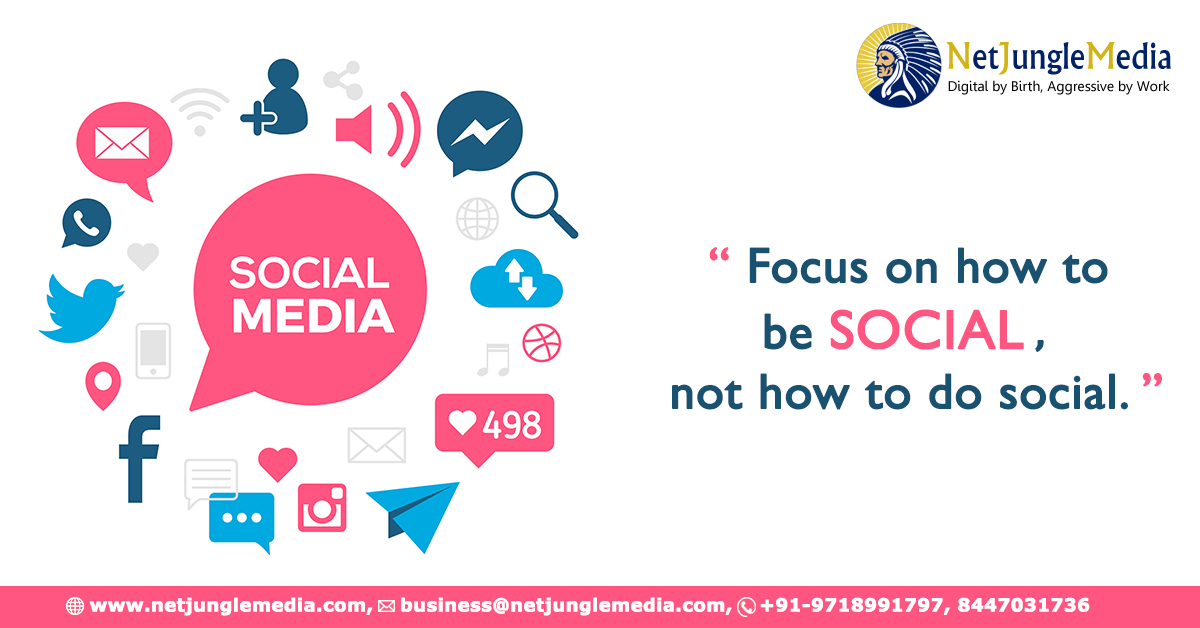 NetJungleMedia
Digital by Birth, Aggressive by Work
SOCIAL
MEDIA
498
“ Focus on how to
be SOCIAL ,
not how to do social. ”
www.netjunglemedia.com, business@netjunglemedia.com, +91-9718991797, 8447031736